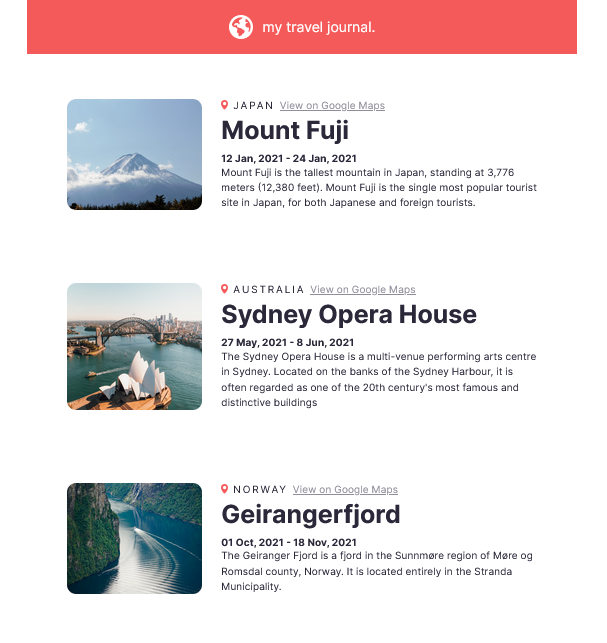 my travel journal.
JAPAN View on Google Maps
Mount Fuji
12 Jan, 2021 - 24 Jan, 2021
Mount Fuji is the tallest mountain in Japan, standing at 3,776
meters (12,380 feet). Mount Fuji is the single most popular tourist
site in Japan, for both Japanese and foreign tourists.
AUSTRALIA View on Google Maps
Sydney Opera House
27 May, 2021 - 8 Jun, 2021
The Sydney Opera House is a multi-venue performing arts centre
in Sydney. Located on the banks of the Sydney Harbour, it is
often regarded as one of the 20th century's most famous and
distinctive buildings
NORWAY View on Google Maps
Geirangerfjord
01 Oct, 2021 - 18 Nov, 2021
The Geiranger Fjord is a fjord in the Sunnmøre region of Møre og
Romsdal county, Norway. It is located entirely in the Stranda
Municipality.